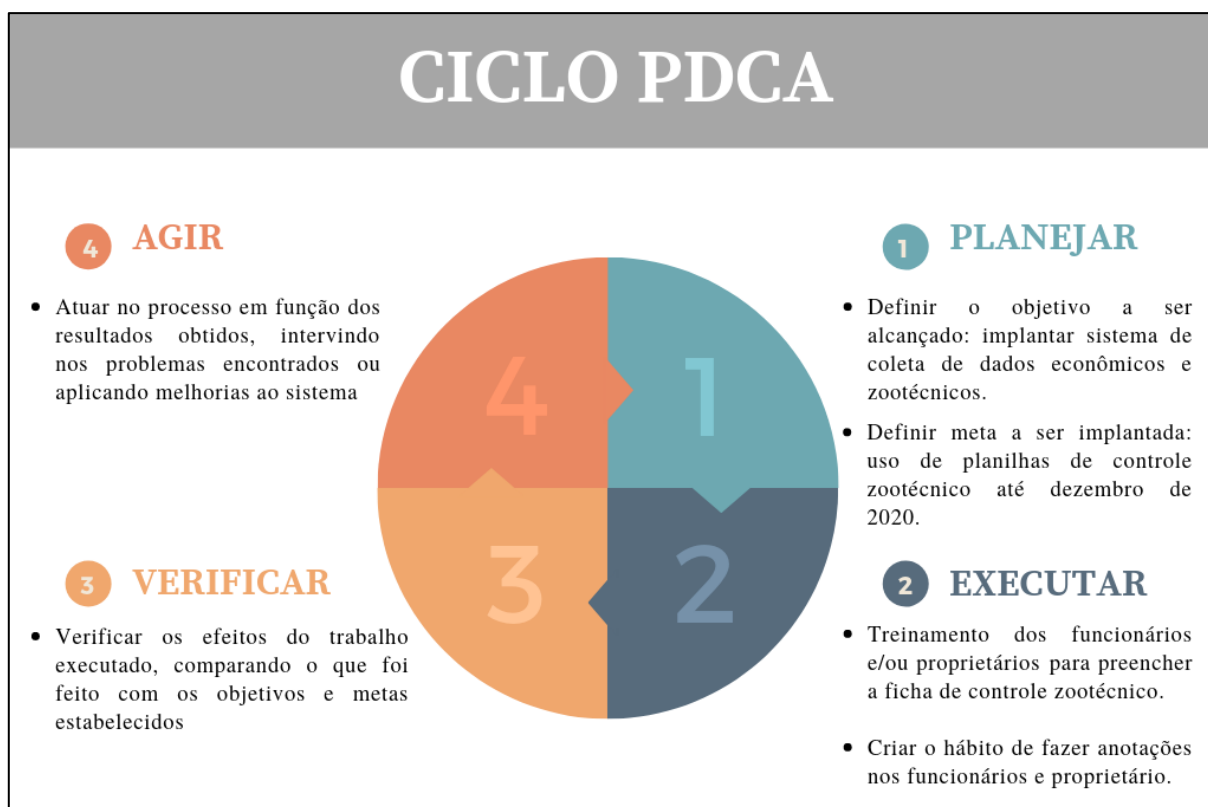 CICLO PDCA
4 AGIR
Atuar no processo em função dos
resultados obtidos, intervindo
nos problemas encontrados ou
aplicando melhorias ao sistema
1 PLANEJAR
Definir o objetivo a ser
alcançado: implantar sistema de
coleta de dados econômicos e
zootécnicos.
Definir meta a ser implantada:
uso de planilhas de controle
zootécnico até dezembro de
2020.
4
1
3
2
3 VERIFICAR
Verificar os efeitos do trabalho
executado, comparando o que foi
feito com os objetivos e metas
estabelecidos
2 EXECUTAR
Treinamento dos funcionários
e/ou proprietários para preencher
a ficha de controle zootécnico.
Criar o hábito de fazer anotações
nos funcionários e proprietário.